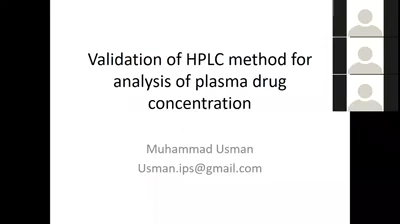 Validation of HPLC method for
analysis of plasma drug
concentration
Muhammad Usman
Usman.ips@gmail.com